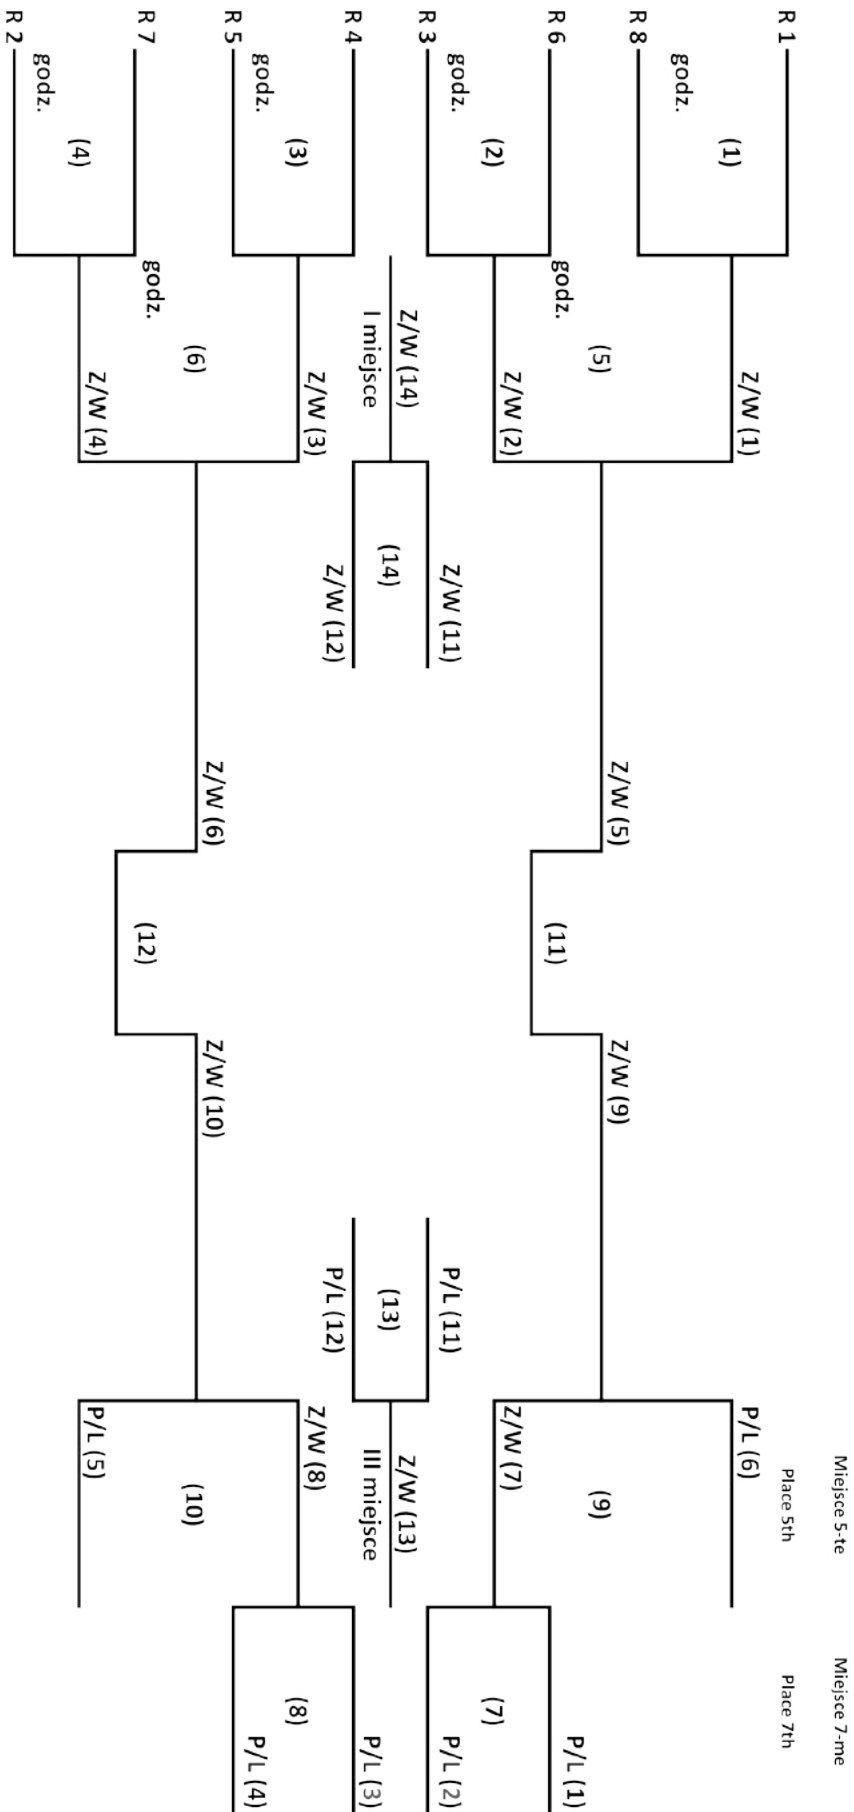 Miejsce 5-te
Miejsce 7-me
Place 5th
Place 7th
R 1
(1)
godz.
R 8
Z/W (1)
P/L (6)
(5)
Z/W (5)
(11)
Z/W (9)
(9)
R 6
godz.
P/L (1)
(2)
Z/W (2)
Z/W (7)
(7)
godz.
R 3
P/L (2)
Z/W (11)
P/L (11)
Z/W (14)
(14)
(13)
Z/W (13)
I miejsce
III miejsce
Z/W (12)
P/L (12)
R 4
P/L (3)
(3)
Z/W (3)
Z/W (8)
(8)
godz.
R 5
P/L (4)
(6)
Z/W (6)
(12)
Z/W (10)
(10)
R 7
godz.
(4)
Z/W (4)
P/L (5)
godz.
R 2